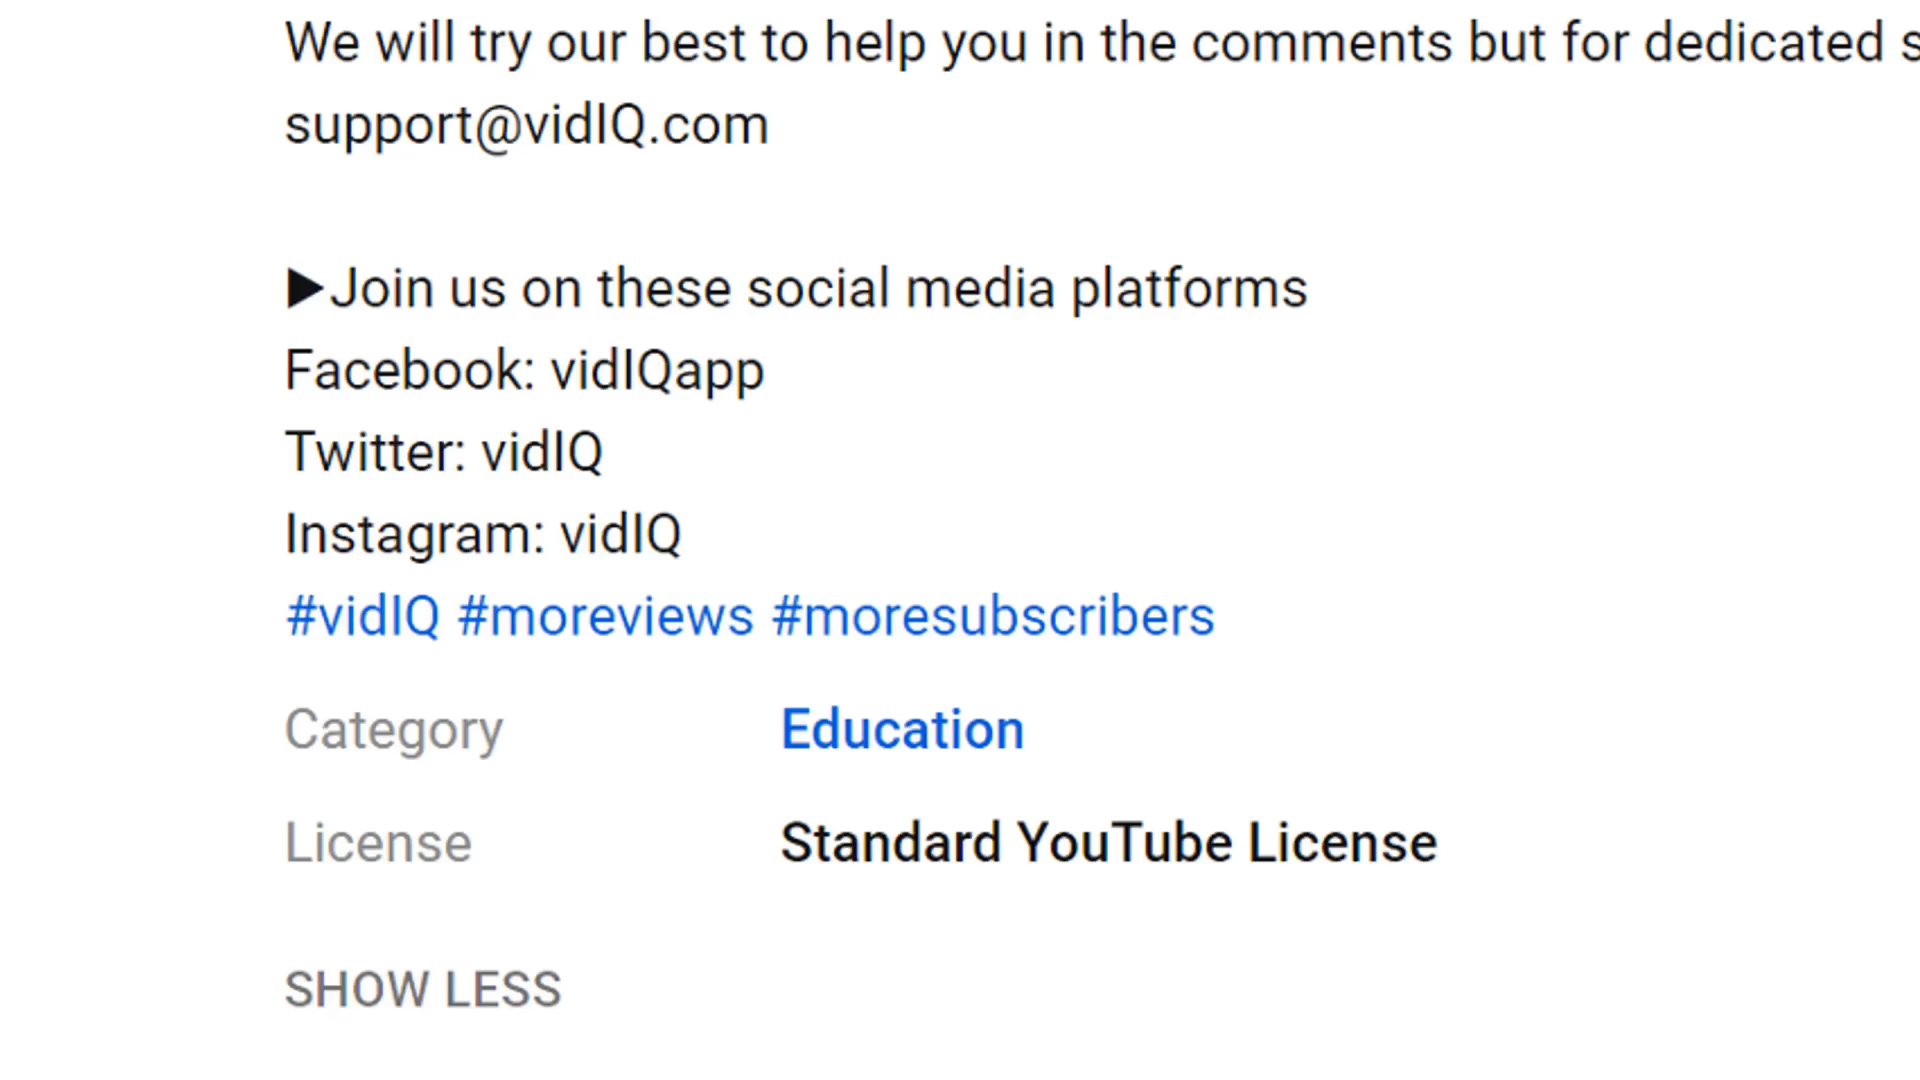 We will try our best to help you in the comments but for dedicated
support@vidIQ.com
▶Join us on these social media platforms
Facebook: vidIQapp
Twitter: vidIQ
Instagram: vidIQ
#vidIQ #moreviews #moresubscribers
Category Education
License Standard YouTube License
SHOW LESS